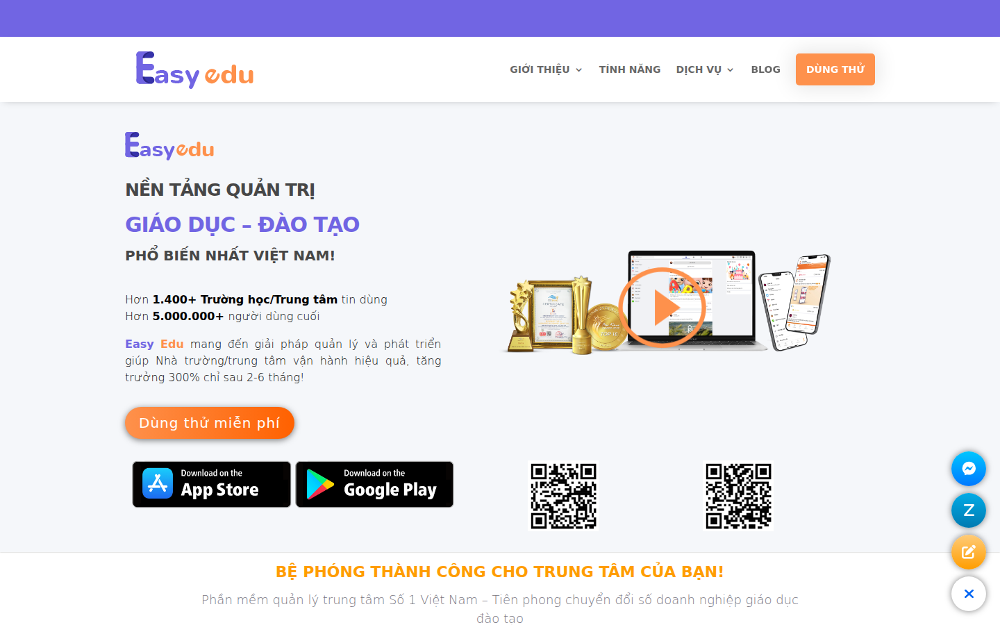 Easy edu
GIỚI THIỆU
TÍNH NĂNG
DỊCH VỤ
BLOG
DÙNG THỬ
Easyedu
NỀN TẢNG QUẢN TRỊ
GIÁO DỤC – ĐÀO TẠO
PHỔ BIẾN NHẤT VIỆT NAM!
Hơn 1.400+ Trường học/Trung tâm tin dùng
Hơn 5.000.000+ người dùng cuối
Easy Edu mang đến giải pháp quản lý và phát triển
giúp Nhà trường/trung tâm vận hành hiệu quả, tăng
trưởng 300% chỉ sau 2-6 tháng!
CERTIFICATE
TOP 10
Dùng thử miễn phí
Download on the
App Store
Download on the
Google Play
Z
BỆ PHÓNG THÀNH CÔNG CHO TRUNG TÂM CỦA BẠN!
Phần mềm quản lý trung tâm Số 1 Việt Nam – Tiên phong chuyển đổi số doanh nghiệp giáo dục
đào tạo